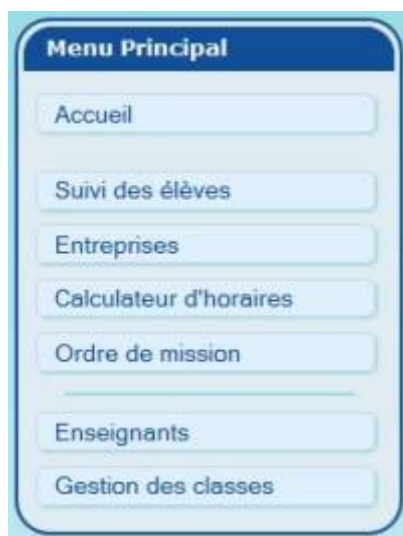 Menu Principal
Accueil
Suivi des élèves
Entreprises
Calculateur d'horaires
Ordre de mission
Enseignants
Gestion des classes